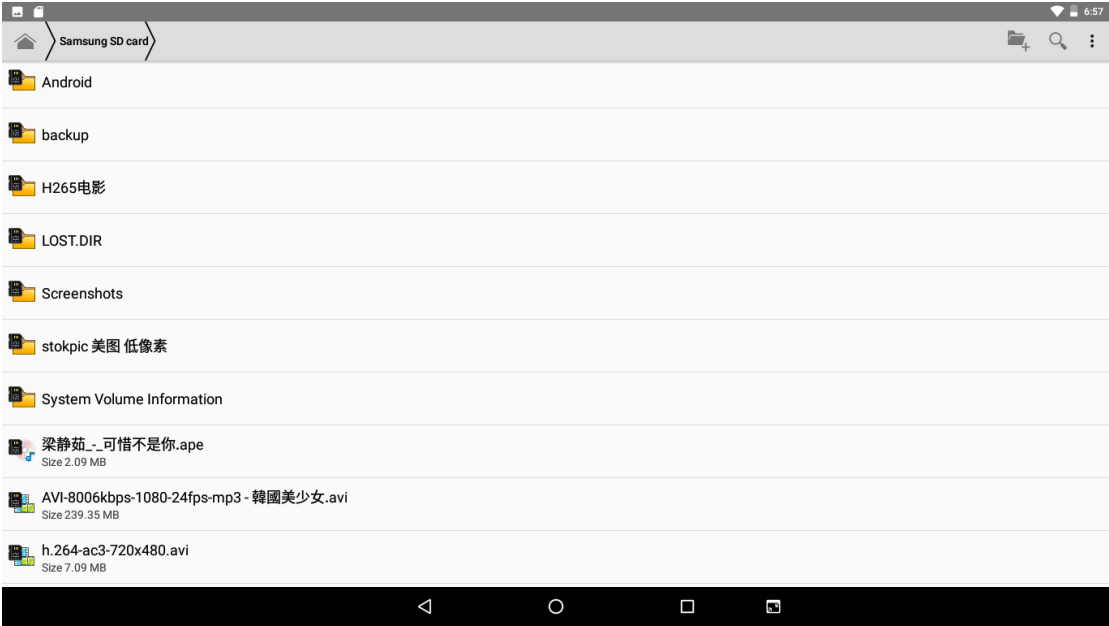 6:57
Samsung SD card
Android
backup
H265电影
LOST.DIR
Screenshots
stokpic 美图 低像素
System Volume Information
梁静茹_-_可惜不是你.ape
Size 2.09 MB
AVI-8006kbps-1080-24fps-mp3 - 韓國美少女.avi
Size 239.35 MB
h.264-ac3-720x480.avi
Size 7.09 MB